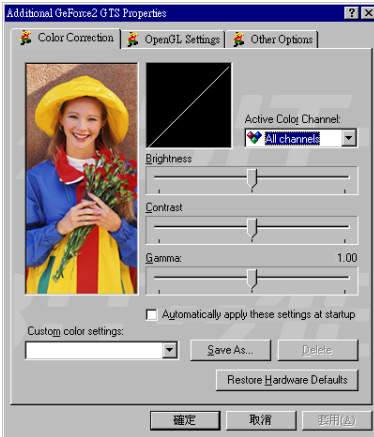 Additional GeForce2 GTS Properties
Color Correction
OpenGL Settings
Other Options
Active Color Channel:
All channels
Brightness
Contrast
Gamma: 1.00
Automatically apply these settings at startup
Custom color settings:
Save As...
Delete
Restore Hardware Defaults
確定
取消
套用(A)